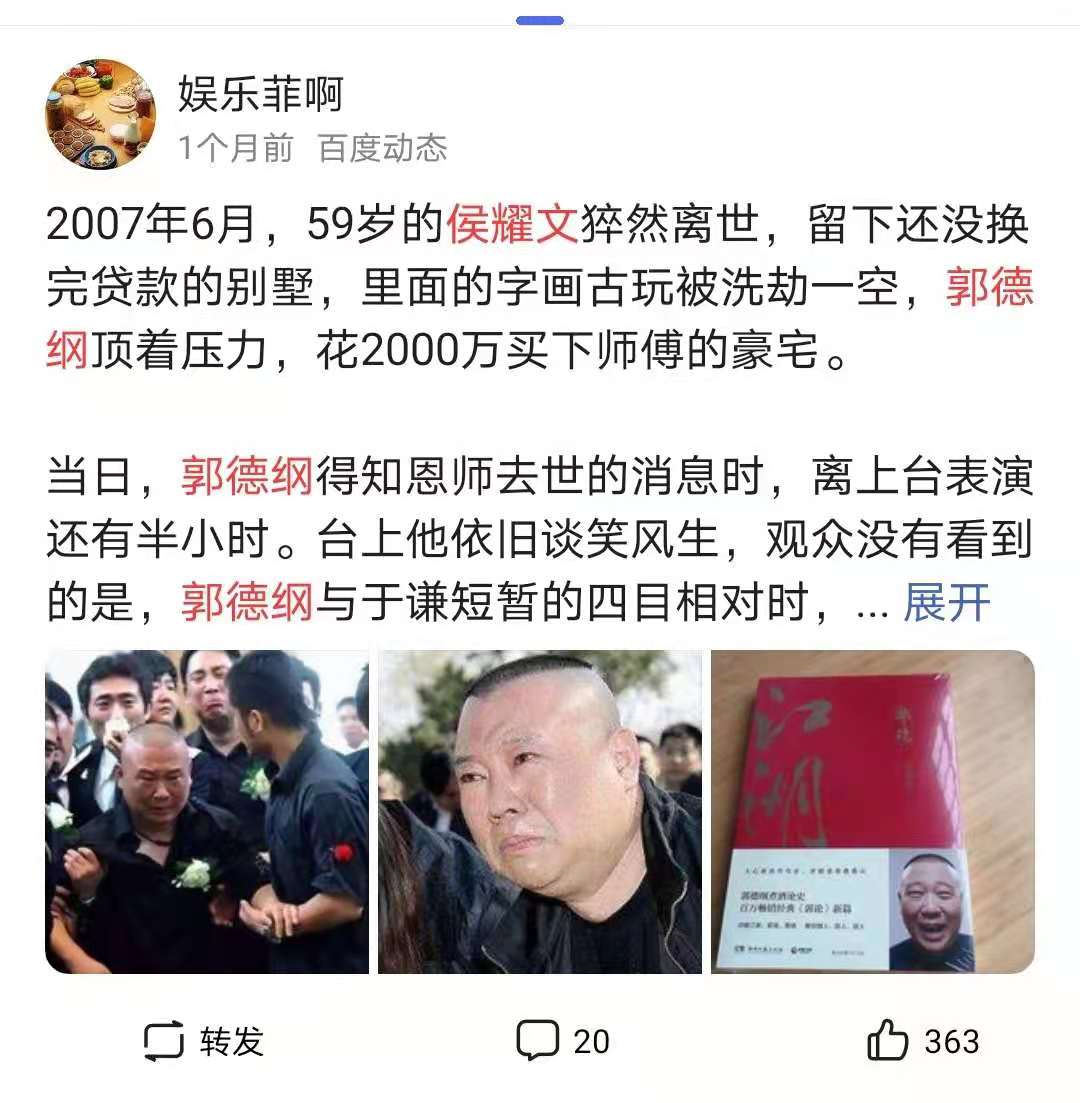 娱乐菲啊
1个月前 百度动态
2007年6月，59岁的侯耀文猝然离世，留下还没换
完贷款的别墅，里面的字画古玩被洗劫一空，郭德
纲顶着压力，花2000万买下师傅的豪宅。
当日，郭德纲得知恩师去世的消息时，离上台表演
还有半小时。台上他依旧谈笑风生，观众没有看到
的是，郭德纲与于谦短暂的四目相对时，... 展开
江湖
郭德纲煮酒论史
百万畅销经典《郭论》新篇
转发
20
363